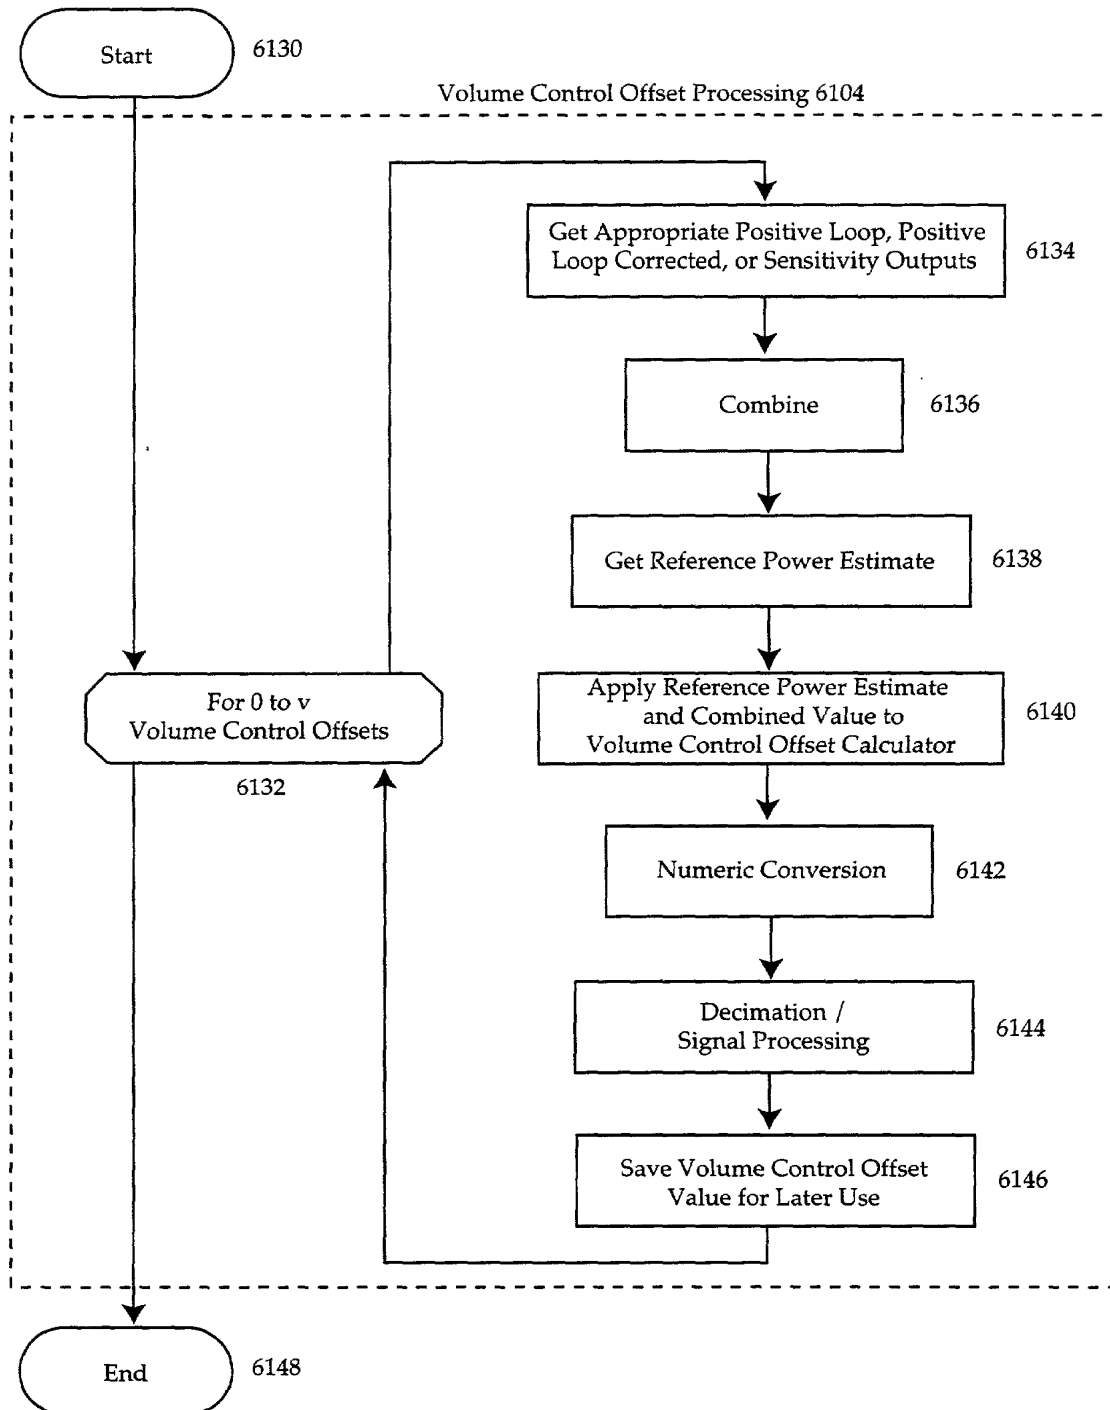 Start
6130
Volume Control Offset Processing 6104
Get Appropriate Positive Loop, Positive
Loop Corrected, or Sensitivity Outputs
6134
Combine
6136
Get Reference Power Estimate
6138
For 0 to v
Volume Control Offsets
6132
Apply Reference Power Estimate
and Combined Value to
Volume Control Offset Calculator
6140
Numeric Conversion
6142
Decimation /
Signal Processing
6144
Save Volume Control Offset
Value for Later Use
6146
End
6148